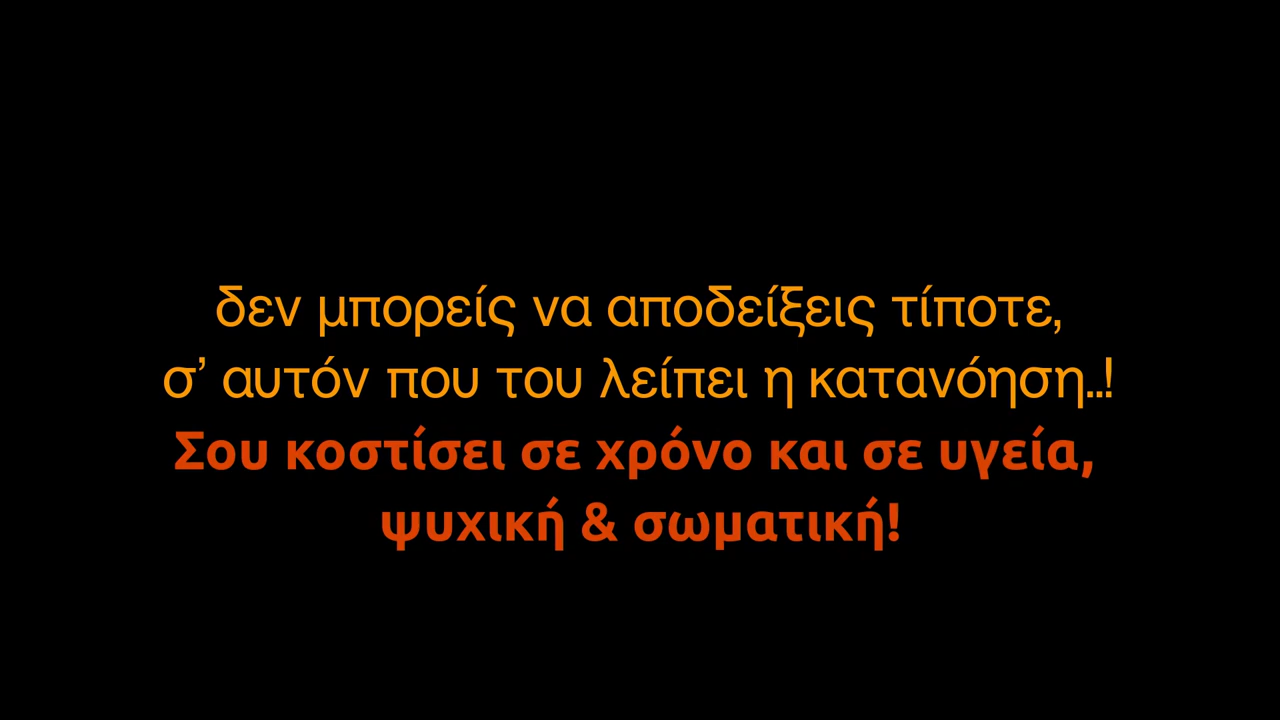 δεν μπορείς να αποδείξεις τίποτε,
σ’ αυτόν που του λείπει η κατανόηση..!
Σου κοστίσει σε χρόνο και σε υγεία,
ψυχική & σωματική!